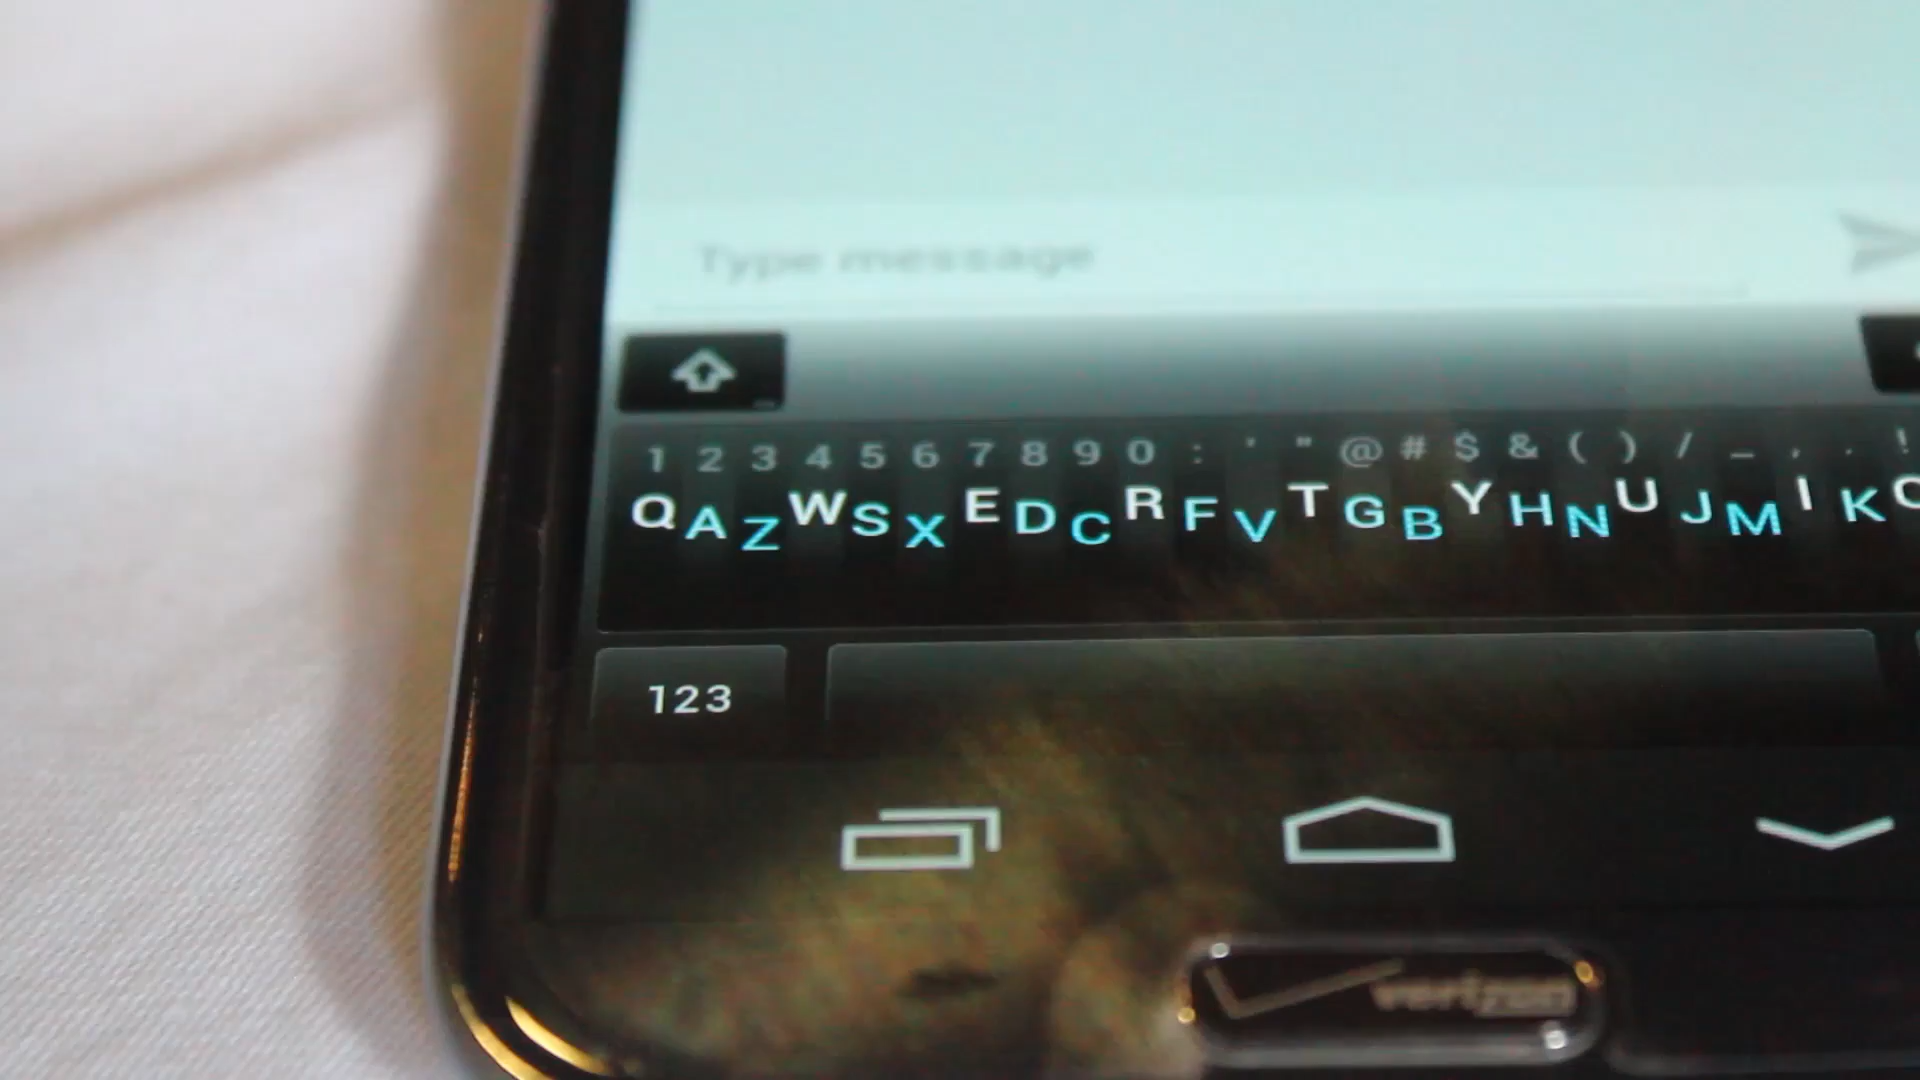 Type message
1 2 3 4 5 6 7 8 9 0 : ' " @ # $ & ( ) / _ , . !
Q A Z W S X E D C R F V T G B Y H N U J M I K O
123
verizon